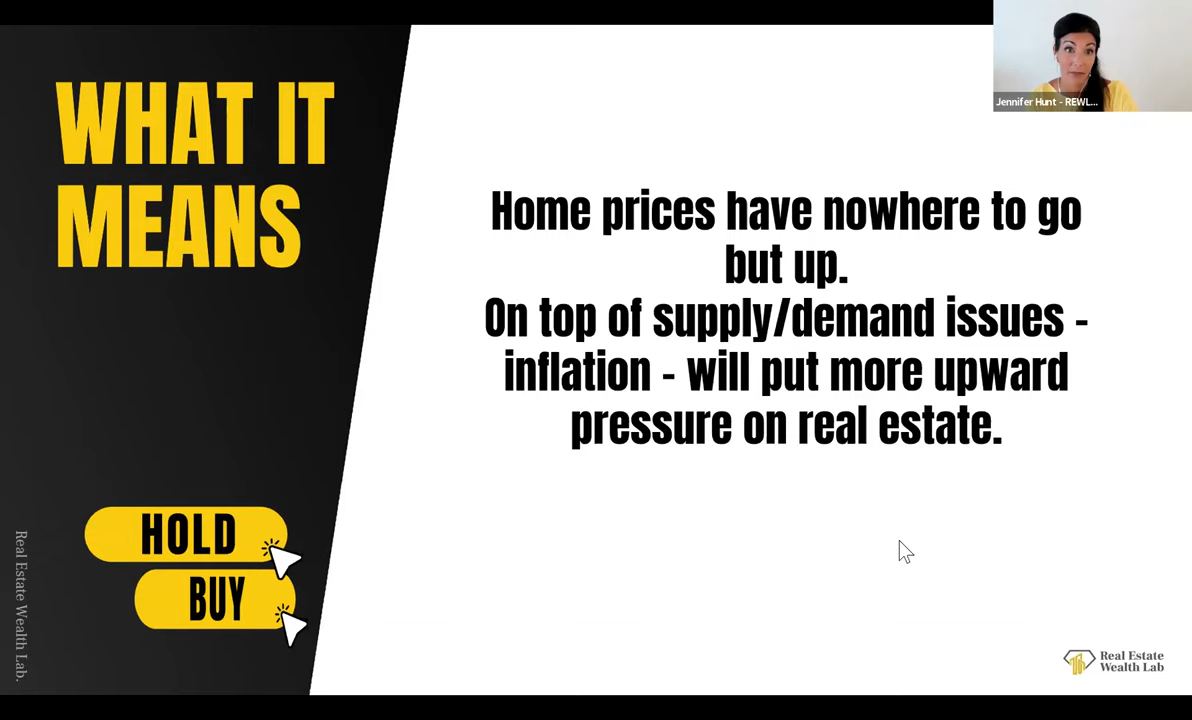 WHAT IT
MEANS
Home prices have nowhere to go
but up.
On top of supply/demand issues -
inflation - will put more upward
pressure on real estate.
HOLD
BUY
Real Estate Wealth Lab.
Jennifer Hunt - REWL...
Real Estate
Wealth Lab